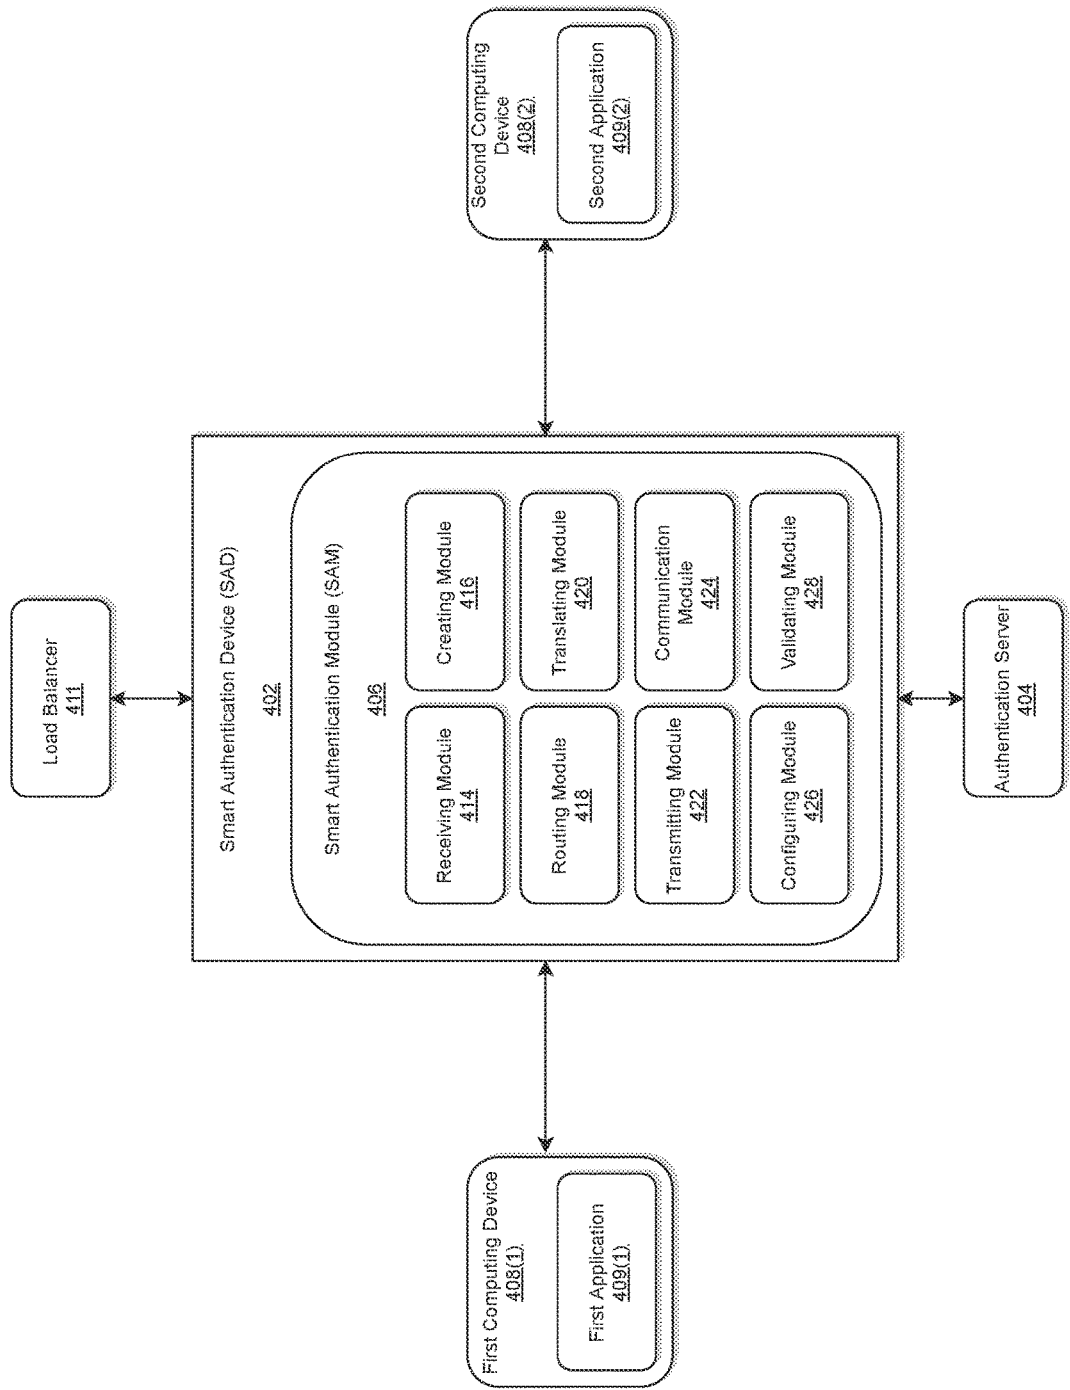 Load Balancer
411
Smart Authentication Device (SAD)
402
Smart Authentication Module (SAM)
406
Receiving Module
414
Creating Module
416
Routing Module
418
Translating Module
420
Transmitting Module
422
Communication
Module
424
Configuring Module
426
Validating Module
428
First Computing Device
408(1)
First Application
409(1)
Second Computing
Device
408(2)
Second Application
409(2)
Authentication Server
404